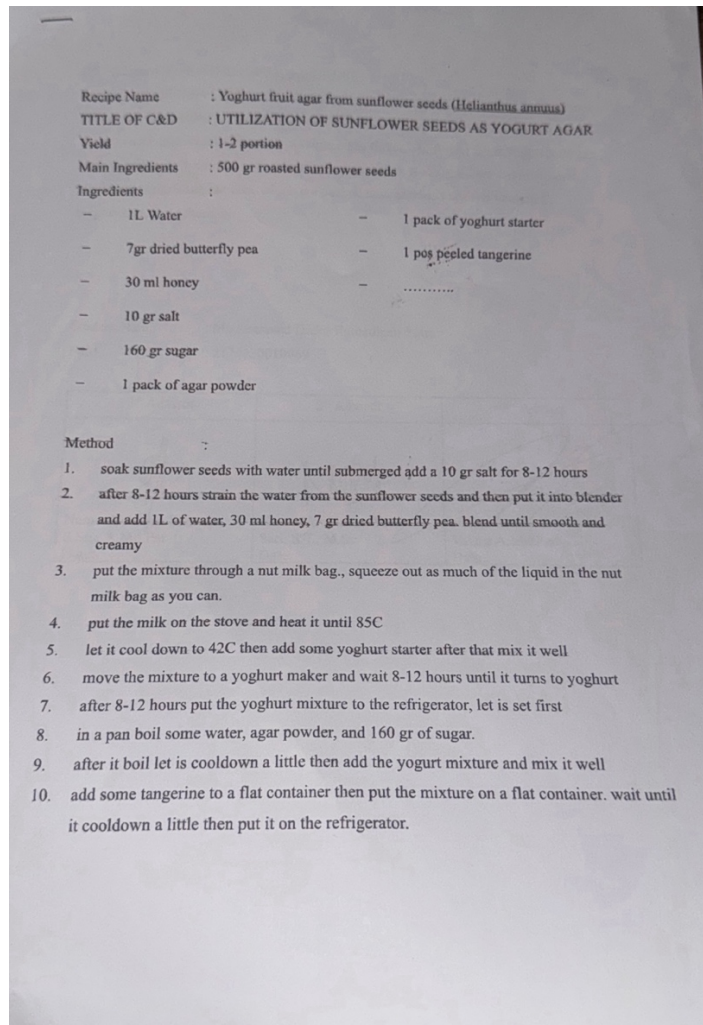 Recipe Name : Yoghurt fruit agar from sunflower seeds (Helianthus annuus)
TITLE OF C&D : UTILIZATION OF SUNFLOWER SEEDS AS YOGURT AGAR
Yield : 1-2 portion
Main Ingredients : 500 gr roasted sunflower seeds
Ingredients :
– 1L Water – 1 pack of yoghurt starter
– 7gr dried butterfly pea – 1 pos peeled tangerine
– 30 ml honey – ...........
– 10 gr salt
– 160 gr sugar
– 1 pack of agar powder
Method :
1. soak sunflower seeds with water until submerged add a 10 gr salt for 8-12 hours
2. after 8-12 hours strain the water from the sunflower seeds and then put it into blender
and add 1L of water, 30 ml honey, 7 gr dried butterfly pea. blend until smooth and
creamy
3. put the mixture through a nut milk bag., squeeze out as much of the liquid in the nut
milk bag as you can.
4. put the milk on the stove and heat it until 85C
5. let it cool down to 42C then add some yoghurt starter after that mix it well
6. move the mixture to a yoghurt maker and wait 8-12 hours until it turns to yoghurt
7. after 8-12 hours put the yoghurt mixture to the refrigerator, let is set first
8. in a pan boil some water, agar powder, and 160 gr of sugar.
9. after it boil let is cooldown a little then add the yogurt mixture and mix it well
10. add some tangerine to a flat container then put the mixture on a flat container. wait until
it cooldown a little then put it on the refrigerator.